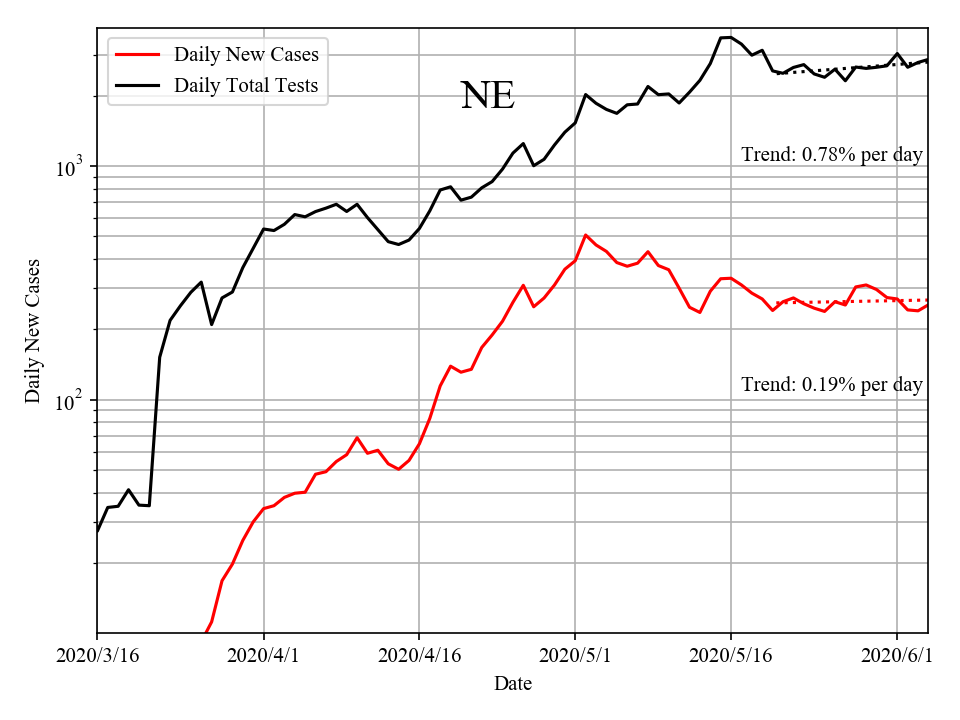 Daily New Cases
Daily Total Tests
NE
Trend: 0.78% per day
Trend: 0.19% per day
10³
10²
Daily New Cases
2020/3/16 2020/4/1 2020/4/16 2020/5/1 2020/5/16 2020/6/1
Date